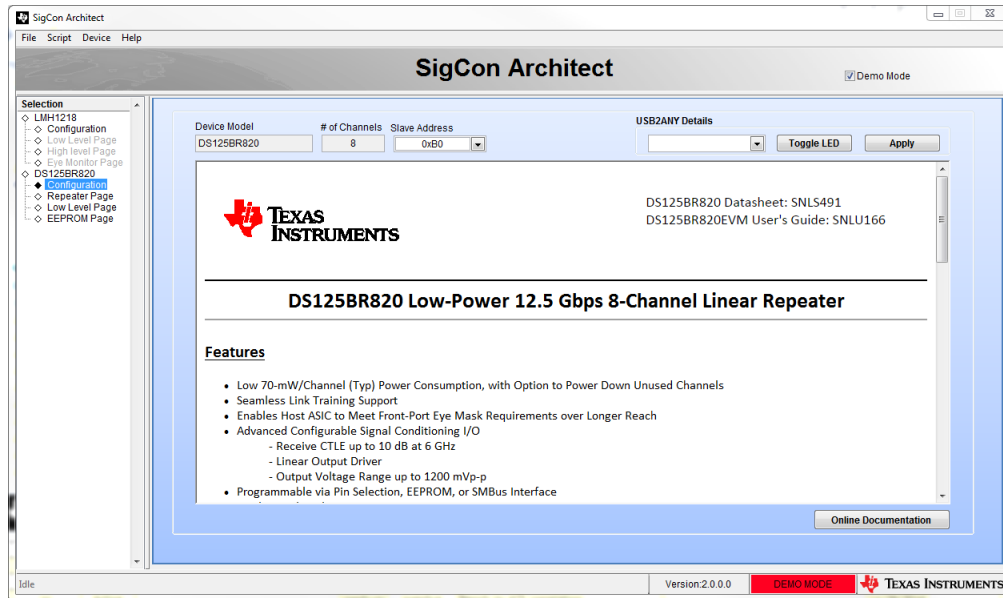 SigCon Architect
File Script Device Help
SigCon Architect
Demo Mode
Selection
LMH1218
Configuration
Low Level Page
High level Page
Eye Monitor Page
DS125BR820
Configuration
Repeater Page
Low Level Page
EEPROM Page
Device Model # of Channels Slave Address
DS125BR820 8 0xB0
USB2ANY Details
Toggle LED Apply
TEXAS
INSTRUMENTS
DS125BR820 Datasheet: SNLS491
DS125BR820EVM User's Guide: SNLU166
DS125BR820 Low-Power 12.5 Gbps 8-Channel Linear Repeater
Features
• Low 70-mW/Channel (Typ) Power Consumption, with Option to Power Down Unused Channels
• Seamless Link Training Support
• Enables Host ASIC to Meet Front-Port Eye Mask Requirements over Longer Reach
• Advanced Configurable Signal Conditioning I/O
- Receive CTLE up to 10 dB at 6 GHz
- Linear Output Driver
- Output Voltage Range up to 1200 mVp-p
• Programmable via Pin Selection, EEPROM, or SMBus Interface
Online Documentation
Idle
Version:2.0.0.0 DEMO MODE TEXAS INSTRUMENTS